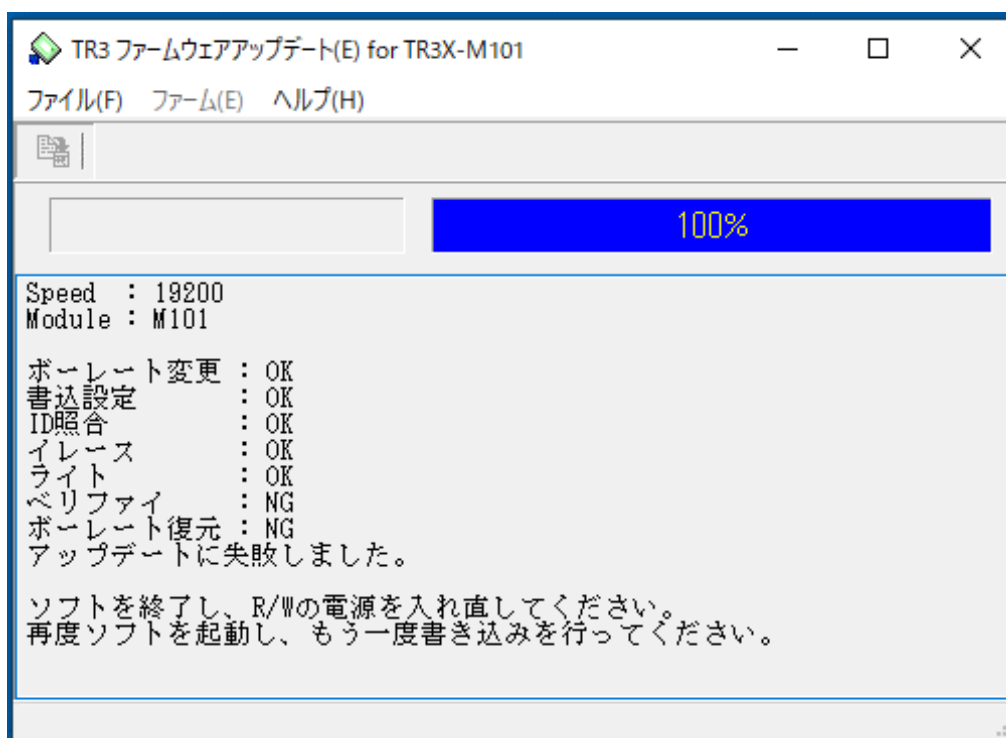 TR3 ファームウェアアップデート(E) for TR3X-M101
ファイル(F) ファーム(E) ヘルプ(H)
100%
Speed : 19200
Module : M101
ボーレート変更 : OK
書込設定 : OK
ID照合 : OK
イレース : OK
ライト : OK
ベリファイ : NG
ボーレート復元 : NG
アップデートに失敗しました。
ソフトを終了し、R/Wの電源を入れ直してください。
再度ソフトを起動し、もう一度書き込みを行ってください。